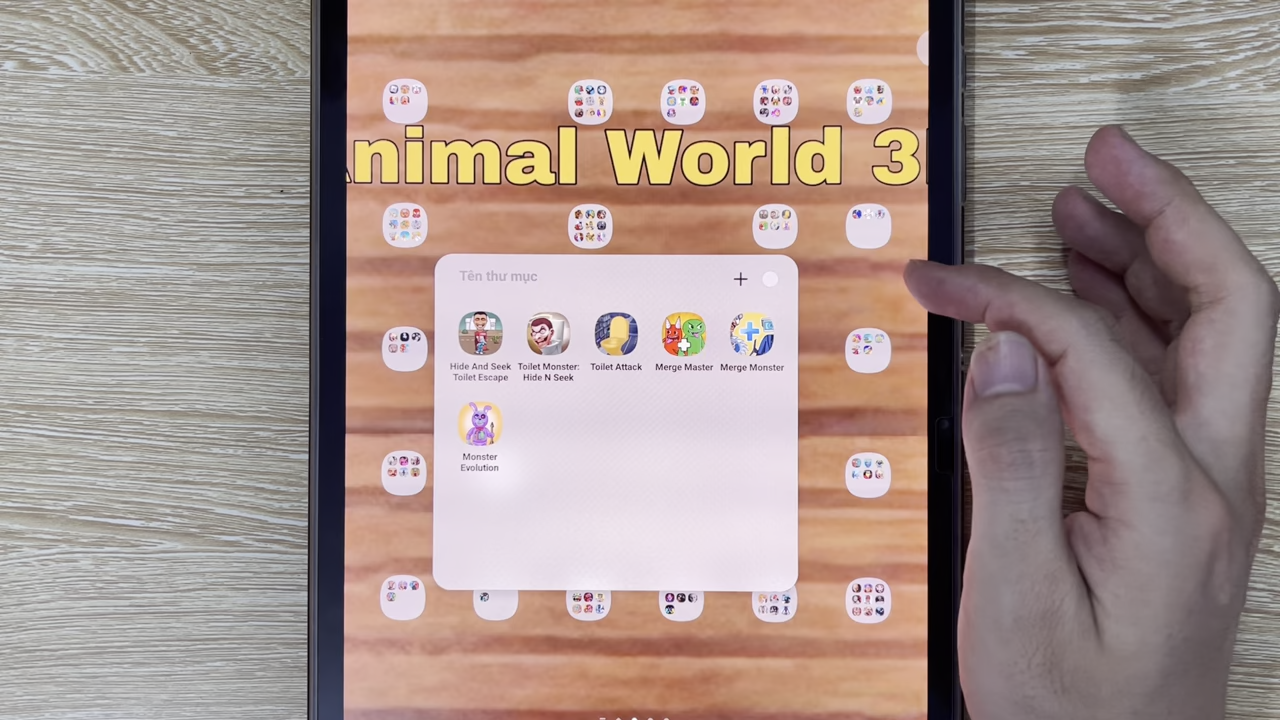 nimal World 3
Tên thư mục
Hide And Seek
Toilet Escape
Toilet Monster:
Hide N Seek
Toilet Attack
Merge Master
Merge Monster
Monster
Evolution